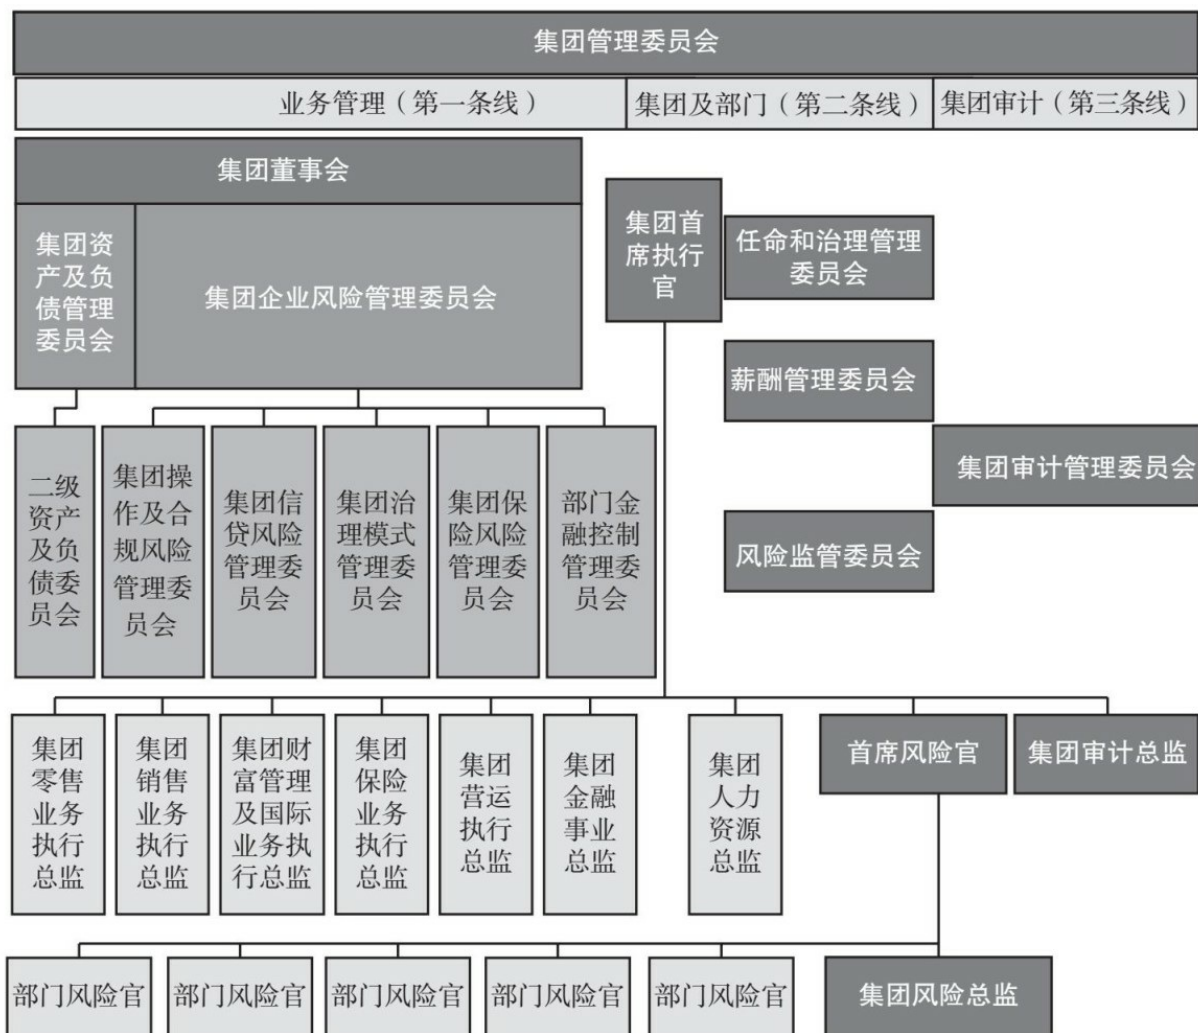 集团管理委员会
业务管理（第一条线）
集团及部门（第二条线）
集团审计（第三条线）
集团董事会
集团资
产及负
债管理
委员会
集团企业风险管理委员会
集团首
席执行
官
任命和治理管理
委员会
薪酬管理委员会
集团审计管理委员会
风险监管委员会
二级
资产
及负
债委
员会
集团操
作及合
规风险
管理委
员会
集团信
贷风险
管理委
员会
集团治
理模式
管理委
员会
集团保
险风险
管理委
员会
部门金
融控制
管理委
员会
集团
零售
业务
执行
总监
集团
销售
业务
执行
总监
集团财
富管理
及国际
业务执
行总监
集团
保险
业务
执行
总监
集团
营运
执行
总监
集团
金融
事业
总监
集团
人力
资源
总监
首席风险官
集团审计总监
部门风险官
部门风险官
部门风险官
部门风险官
部门风险官
集团风险总监